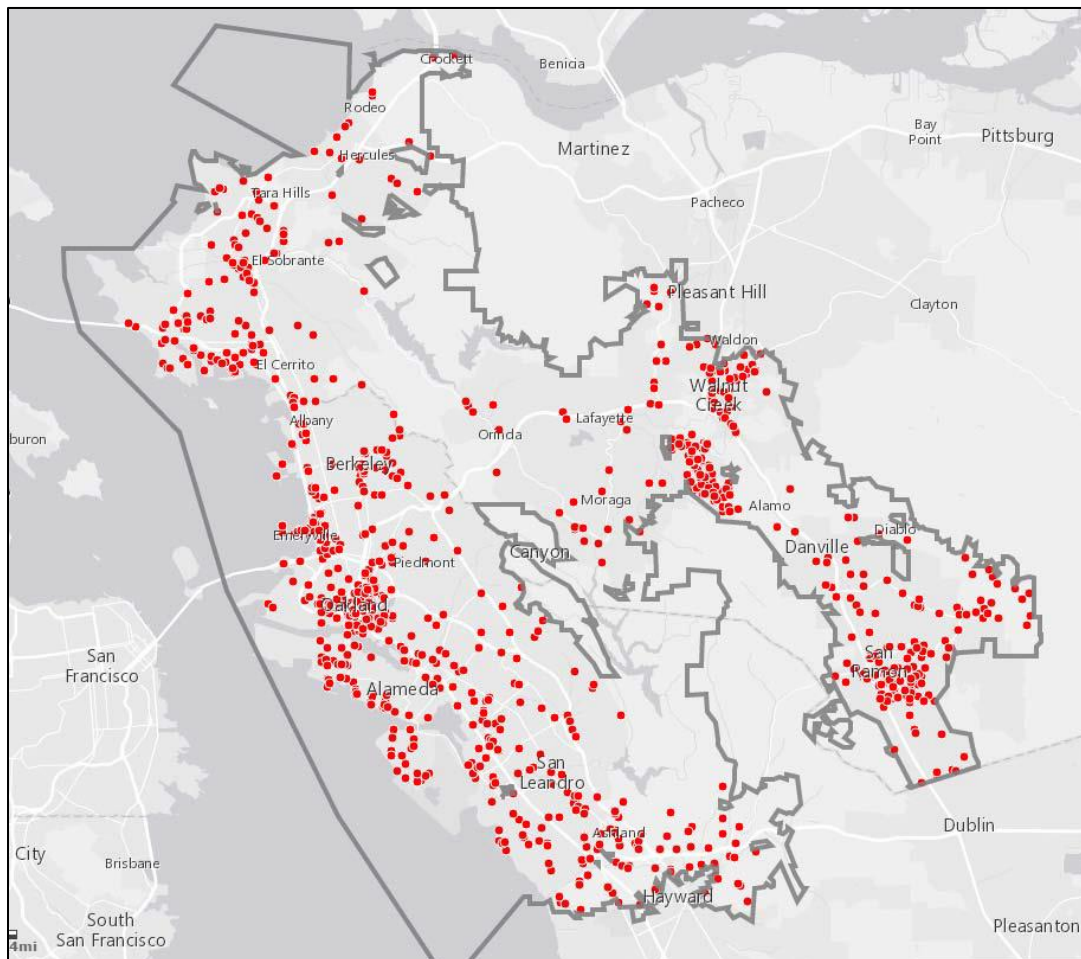 Crockett
Benicia
Rodeo
Bay
Point
Pittsburg
Hercules
Martinez
Tara Hills
Pacheco
El Sobrante
Pleasant Hill
Clayton
Waldon
El Cerrito
Walnut
Creek
Albany
Lafayette
Orinda
buron
Berkeley
Moraga
Alamo
Diablo
Emeryville
Canyon
Danville
Piedmont
Oakland
San
Francisco
San
Ramon
Alameda
San
Leandro
Ashland
Dublin
City
Brisbane
Hayward
South
San Francisco
Pleasanton
4mi